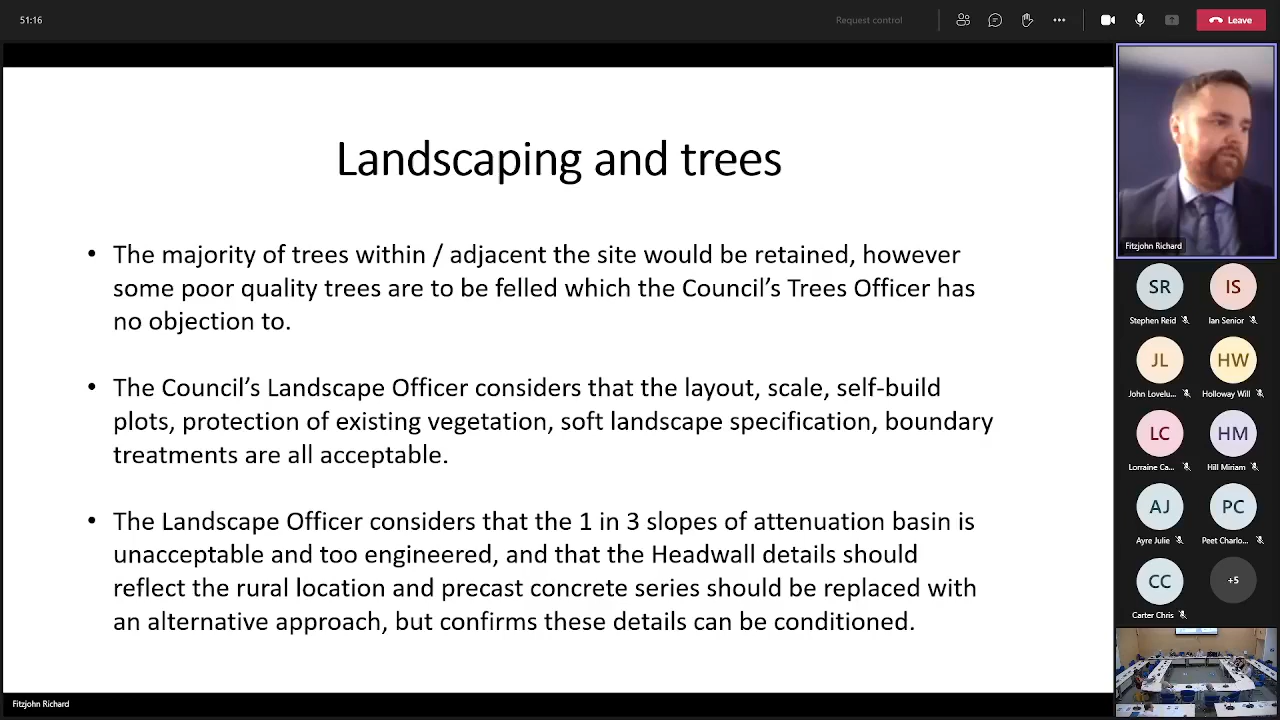 51:16
Request control
Leave
Landscaping and trees
• The majority of trees within / adjacent the site would be retained, however
some poor quality trees are to be felled which the Council's Trees Officer has
no objection to.
• The Council's Landscape Officer considers that the layout, scale, self-build
plots, protection of existing vegetation, soft landscape specification, boundary
treatments are all acceptable.
• The Landscape Officer considers that the 1 in 3 slopes of attenuation basin is
unacceptable and too engineered, and that the Headwall details should
reflect the rural location and precast concrete series should be replaced with
an alternative approach, but confirms these details can be conditioned.
Fitzjohn Richard
Fitzjohn Richard
SR
IS
Stephen Reid
Ian Senior
JL
HW
John Lovelu...
Holloway Will
LC
HM
Lorraine Ca...
Hill Miriam
AJ
PC
Ayre Julie
Peet Charlo...
CC
+5
Carter Chris